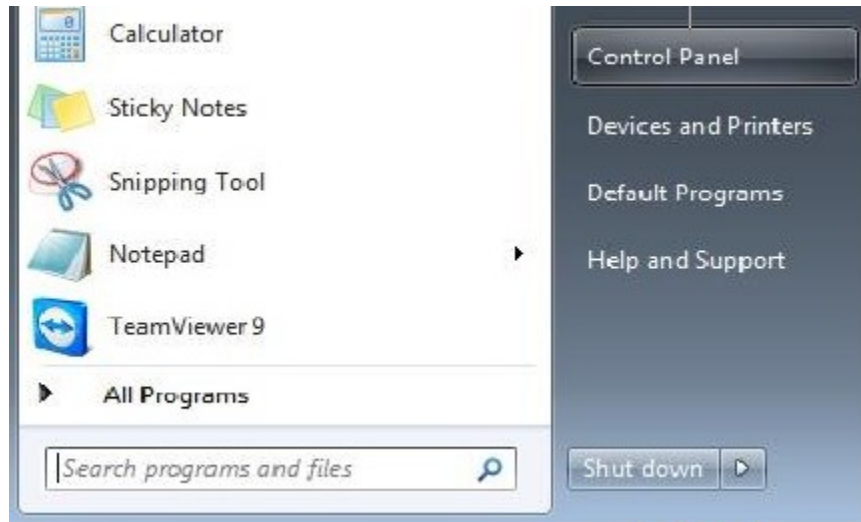 Calculator
Sticky Notes
Snipping Tool
Notepad
TeamViewer 9
All Programs
Search programs and files
Control Panel
Devices and Printers
Default Programs
Help and Support
Shut down